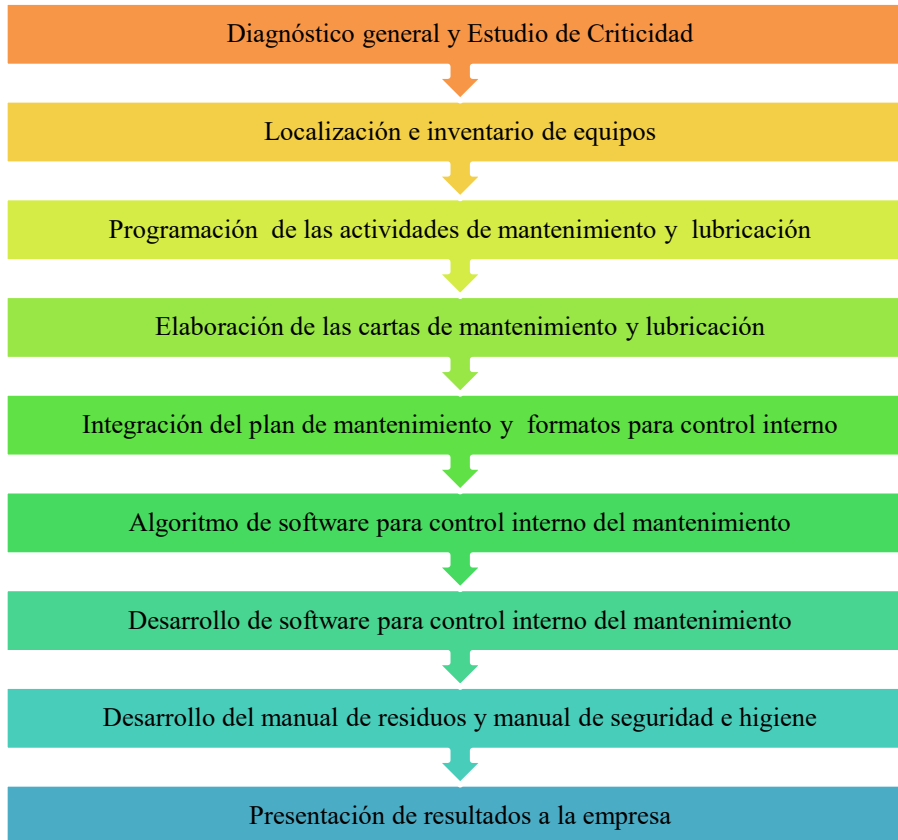 Diagnóstico general y Estudio de Criticidad
Localización e inventario de equipos
Programación de las actividades de mantenimiento y lubricación
Elaboración de las cartas de mantenimiento y lubricación
Integración del plan de mantenimiento y formatos para control interno
Algoritmo de software para control interno del mantenimiento
Desarrollo de software para control interno del mantenimiento
Desarrollo del manual de residuos y manual de seguridad e higiene
Presentación de resultados a la empresa